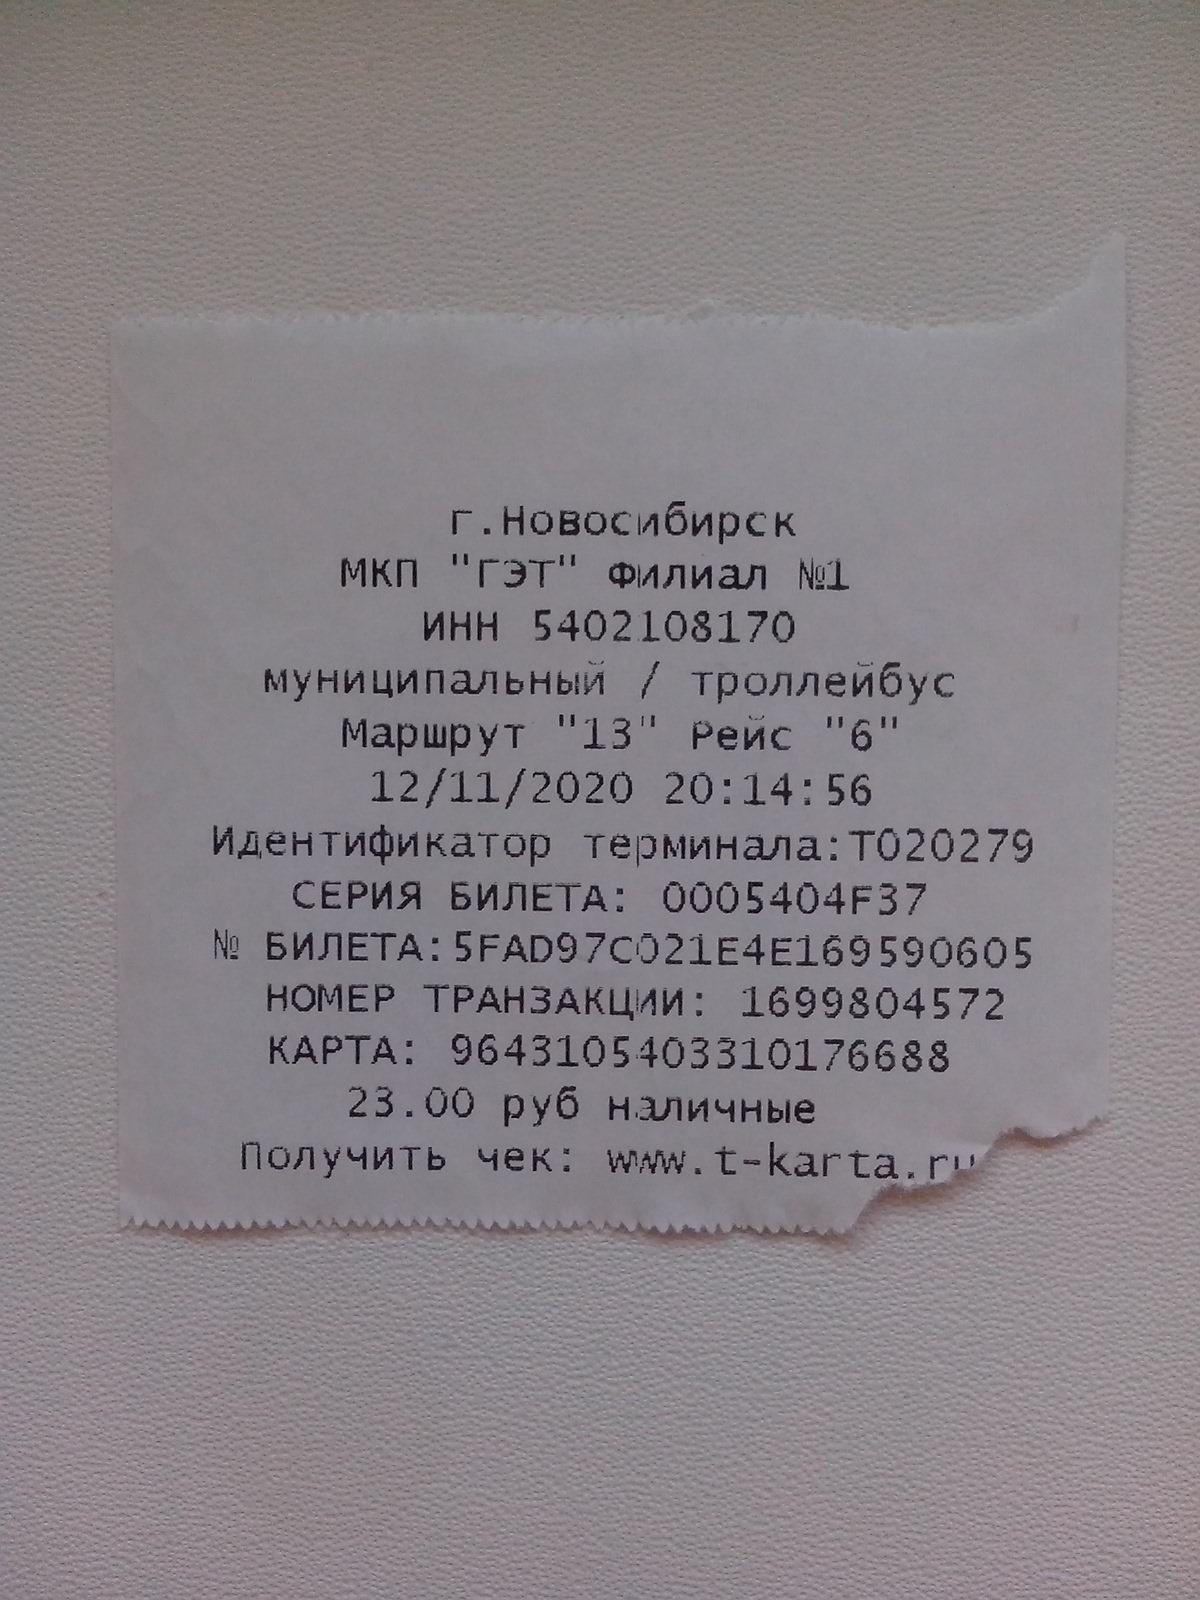 г.Новосибирск
МКП "ГЭТ" Филиал №1
ИНН 5402108170
муниципальный / троллейбус
Маршрут "13" Рейс "6"
12/11/2020 20:14:56
Идентификатор терминала:T020279
СЕРИЯ БИЛЕТА: 0005404F37
№ БИЛЕТА:5FAD97C021E4E169590605
НОМЕР ТРАНЗАКЦИИ: 1699804572
КАРТА: 9643105403310176688
23.00 руб наличные
Получить чек: www.t-karta.ru